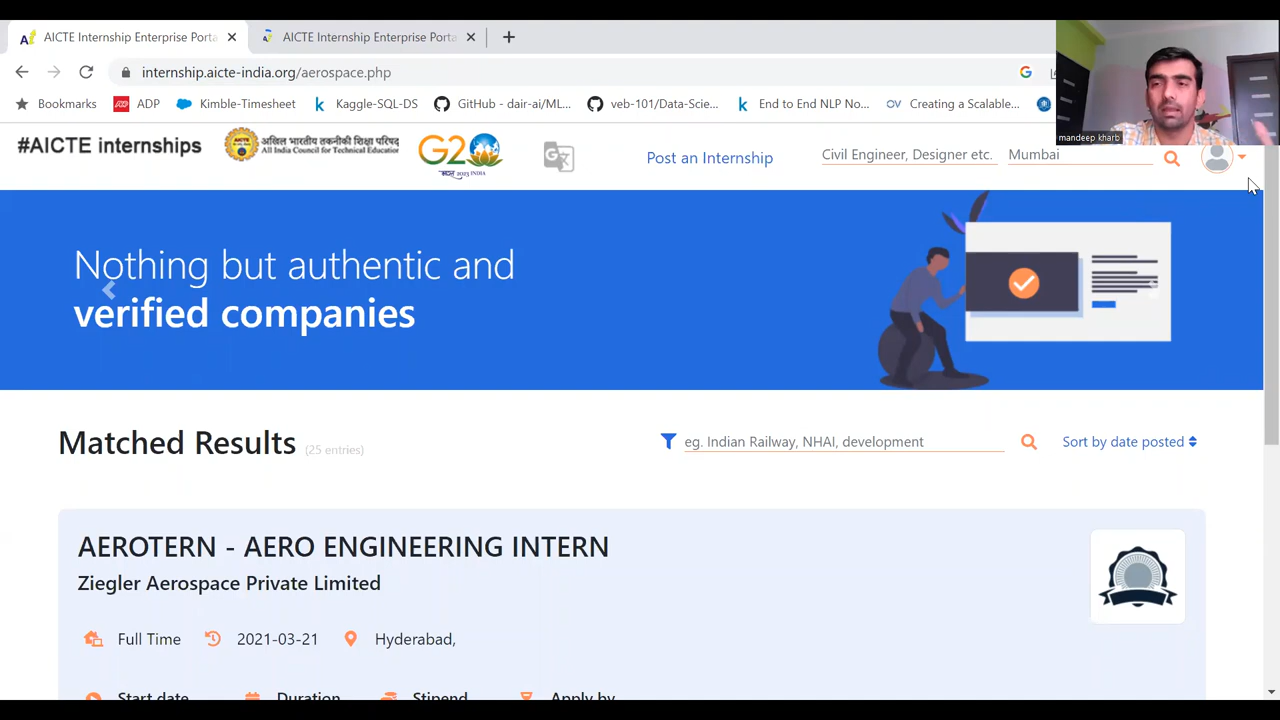 AICTE Internship Enterprise Porta
AICTE Internship Enterprise Porta
internship.aicte-india.org/aerospace.php
Bookmarks
ADP
Kimble-Timesheet
Kaggle-SQL-DS
GitHub - dair-ai/ML...
veb-101/Data-Scie...
End to End NLP No...
Creating a Scalable...
mandeep kharb
#AICTE internships
अखिल भारतीय तकनीकी शिक्षा परिषद्
All India Council for Technical Education
G2
Post an Internship
Civil Engineer, Designer etc.
Mumbai
Nothing but authentic and
verified companies
Matched Results (25 entries)
eg. Indian Railway, NHAI, development
Sort by date posted
AEROTERN - AERO ENGINEERING INTERN
Ziegler Aerospace Private Limited
Full Time
2021-03-21
Hyderabad,
Start date
Duration
Stipend
Apply by